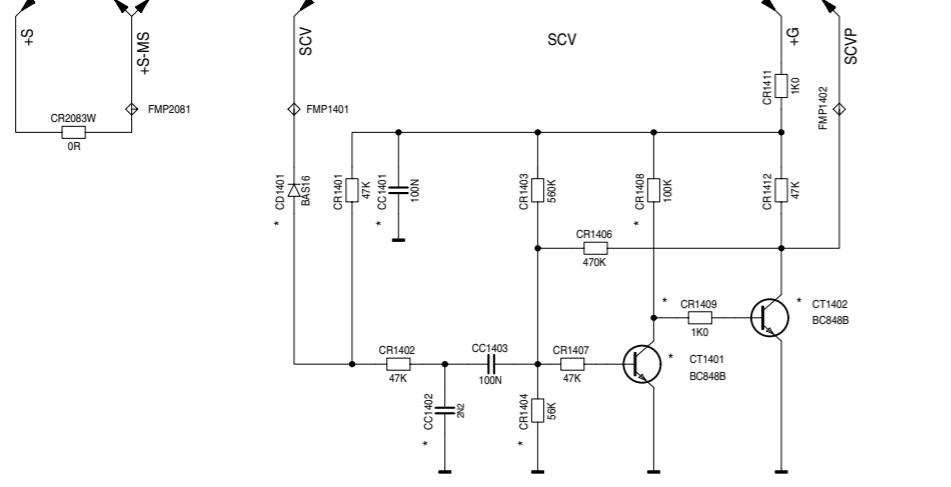 +S
+S-MS
SCV
SCV
+G
SCVP
CR1411
1K0
FMP2081
FMP1401
FMP1402
CR2083W
0R
*
CD1401
BAS16
CR1401
47K
*
CC1401
100N
CR1403
560K
*
CR1408
100K
CR1412
47K
CR1406
470K
*
CR1409
1K0
*
CT1402
BC848B
CR1402
47K
CC1403
100N
CR1407
47K
*
CT1401
BC848B
*
CC1402
2N2
*
CR1404
56K